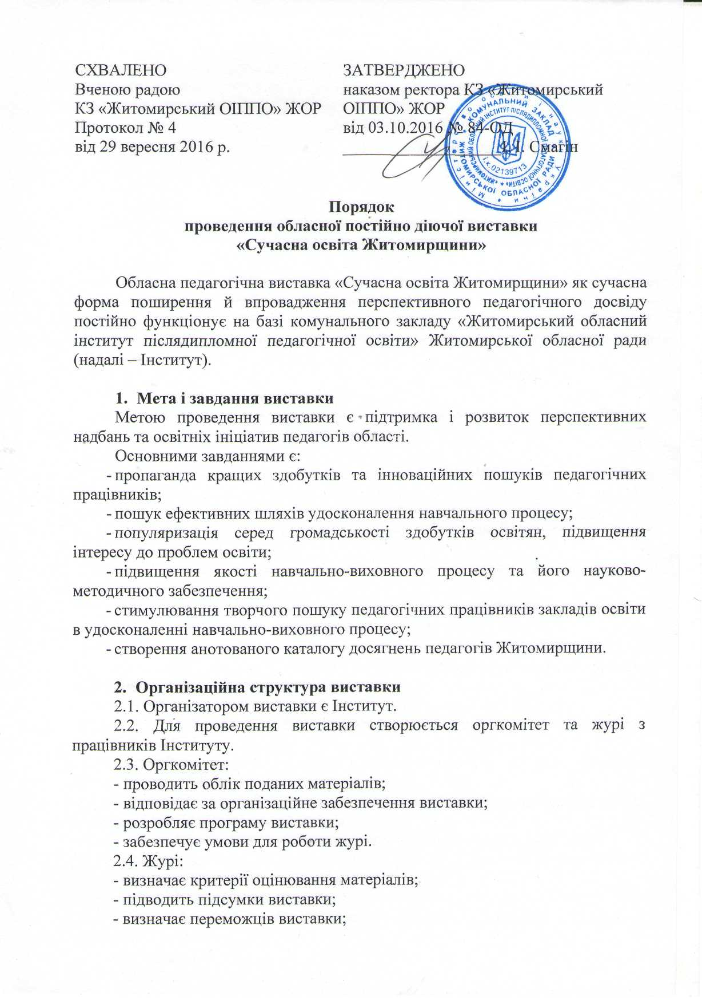 СХВАЛЕНО
Вченою радою
КЗ «Житомирський ОІППО» ЖОР
Протокол № 4
від 29 вересня 2016 р.
ЗАТВЕРДЖЕНО
наказом ректора КЗ «Житомирський
ОІППО» ЖОР
від 03.10.2016 № 84-ОД
І. І. Смагін
КОМУНАЛЬНИЙ ЗАКЛАД
ЖИТОМИРСЬКОЇ ОБЛАСНОЇ РАДИ
«ЖИТОМИРСЬКИЙ ОБЛАСНИЙ ІНСТИТУТ ПІСЛЯДИПЛОМНОЇ ПЕДАГОГІЧНОЇ ОСВІТИ»
і.к.02139713
Міністерство освіти і науки України
Порядок
проведення обласної постійно діючої виставки
«Сучасна освіта Житомирщини»
Обласна педагогічна виставка «Сучасна освіта Житомирщини» як сучасна
форма поширення й впровадження перспективного педагогічного досвіду
постійно функціонує на базі комунального закладу «Житомирський обласний
інститут післядипломної педагогічної освіти» Житомирської обласної ради
(надалі – Інститут).
1. Мета і завдання виставки
Метою проведення виставки є підтримка і розвиток перспективних
надбань та освітніх ініціатив педагогів області.
Основними завданнями є:
- пропаганда кращих здобутків та інноваційних пошуків педагогічних
працівників;
- пошук ефективних шляхів удосконалення навчального процесу;
- популяризація серед громадськості здобутків освітян, підвищення
інтересу до проблем освіти;
- підвищення якості навчально-виховного процесу та його науково-
методичного забезпечення;
- стимулювання творчого пошуку педагогічних працівників закладів освіти
в удосконаленні навчально-виховного процесу;
- створення анотованого каталогу досягнень педагогів Житомирщини.
2. Організаційна структура виставки
2.1. Організатором виставки є Інститут.
2.2. Для проведення виставки створюється оргкомітет та журі з
працівників Інституту.
2.3. Оргкомітет:
- проводить облік поданих матеріалів;
- відповідає за організаційне забезпечення виставки;
- розробляє програму виставки;
- забезпечує умови для роботи журі.
2.4. Журі:
- визначає критерії оцінювання матеріалів;
- підводить підсумки виставки;
- визначає переможців виставки;